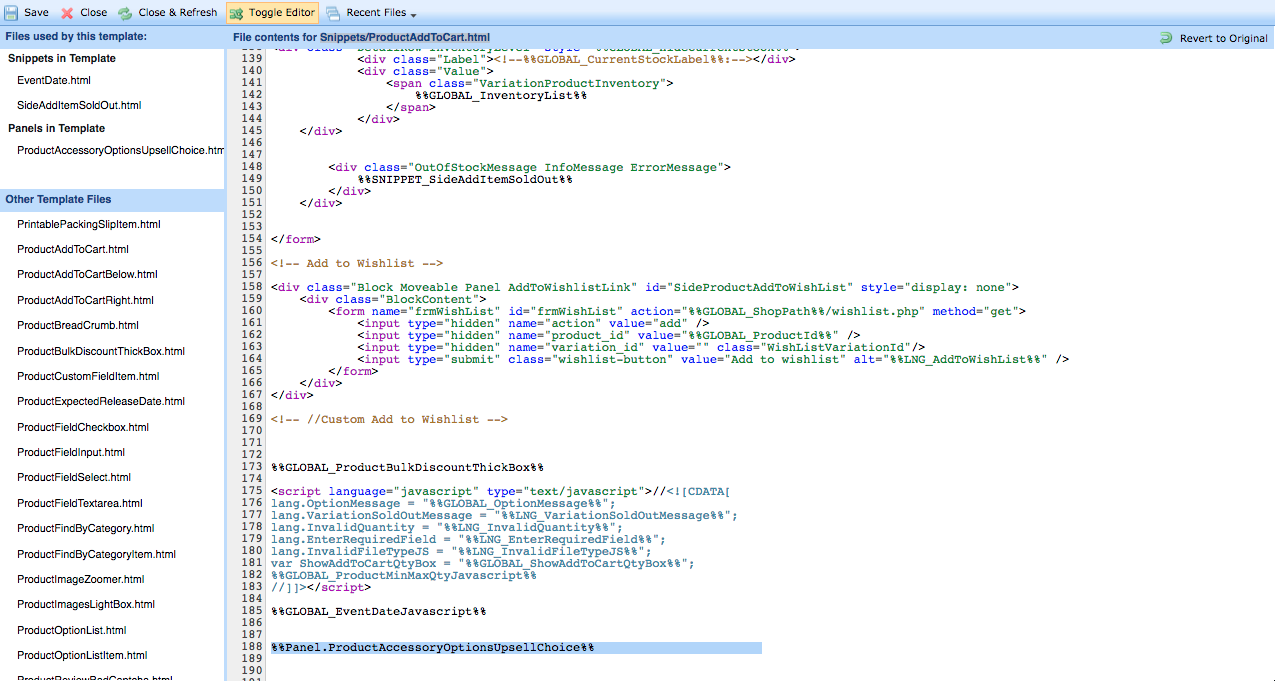 Save Close Close & Refresh Toggle Editor Recent Files
Files used by this template:
Snippets in Template
EventDate.html
SideAddItemSoldOut.html
Panels in Template
ProductAccessoryOptionsUpsellChoice.htm
Other Template Files
PrintablePackingSlipItem.html
ProductAddToCart.html
ProductAddToCartBelow.html
ProductAddToCartRight.html
ProductBreadCrumb.html
ProductBulkDiscountThickBox.html
ProductCustomFieldItem.html
ProductExpectedReleaseDate.html
ProductFieldCheckbox.html
ProductFieldInput.html
ProductFieldSelect.html
ProductFieldTextarea.html
ProductFindByCategory.html
ProductFindByCategoryItem.html
ProductImageZoomer.html
ProductImagesLightBox.html
ProductOptionList.html
ProductOptionListItem.html
File contents for Snippets/ProductAddToCart.html Revert to Original
139 <div class="Label"><!--%%GLOBAL_CurrentStockLabel%%:--></div>
140 <div class="Value">
141 <span class="VariationProductInventory">
142 %%GLOBAL_InventoryList%%
143 </span>
144 </div>
145 </div>
146
147
148 <div class="OutOfStockMessage InfoMessage ErrorMessage">
149 %%SNIPPET_SideAddItemSoldOut%%
150 </div>
151 </div>
152
153
154 </form>
155
156 <!-- Add to Wishlist -->
157
158 <div class="Block Moveable Panel AddToWishlistLink" id="SideProductAddToWishList" style="display: none">
159 <div class="BlockContent">
160 <form name="frmWishList" id="frmWishList" action="%%GLOBAL_ShopPath%%/wishlist.php" method="get">
161 <input type="hidden" name="action" value="add" />
162 <input type="hidden" name="product_id" value="%%GLOBAL_ProductId%%" />
163 <input type="hidden" name="variation_id" value="" class="WishListVariationId"/>
164 <input type="submit" class="wishlist-button" value="Add to wishlist" alt="%%LNG_AddToWishList%%" />
165 </form>
166 </div>
167 </div>
168
169 <!-- //Custom Add to Wishlist -->
170
171
172
173 %%GLOBAL_ProductBulkDiscountThickBox%%
174
175 <script language="javascript" type="text/javascript">//<![CDATA[
176 lang.OptionMessage = "%%GLOBAL_OptionMessage%%";
177 lang.VariationSoldOutMessage = "%%LNG_VariationSoldOutMessage%%";
178 lang.InvalidQuantity = "%%LNG_InvalidQuantity%%";
179 lang.EnterRequiredField = "%%LNG_EnterRequiredField%%";
180 lang.InvalidFileTypeJS = "%%LNG_InvalidFileTypeJS%%";
181 var ShowAddToCartQtyBox = "%%GLOBAL_ShowAddToCartQtyBox%%";
182 %%GLOBAL_ProductMinMaxQtyJavascript%%
183 //]]></script>
184
185 %%GLOBAL_EventDateJavascript%%
186
187
188 %%Panel.ProductAccessoryOptionsUpsellChoice%%
189
190